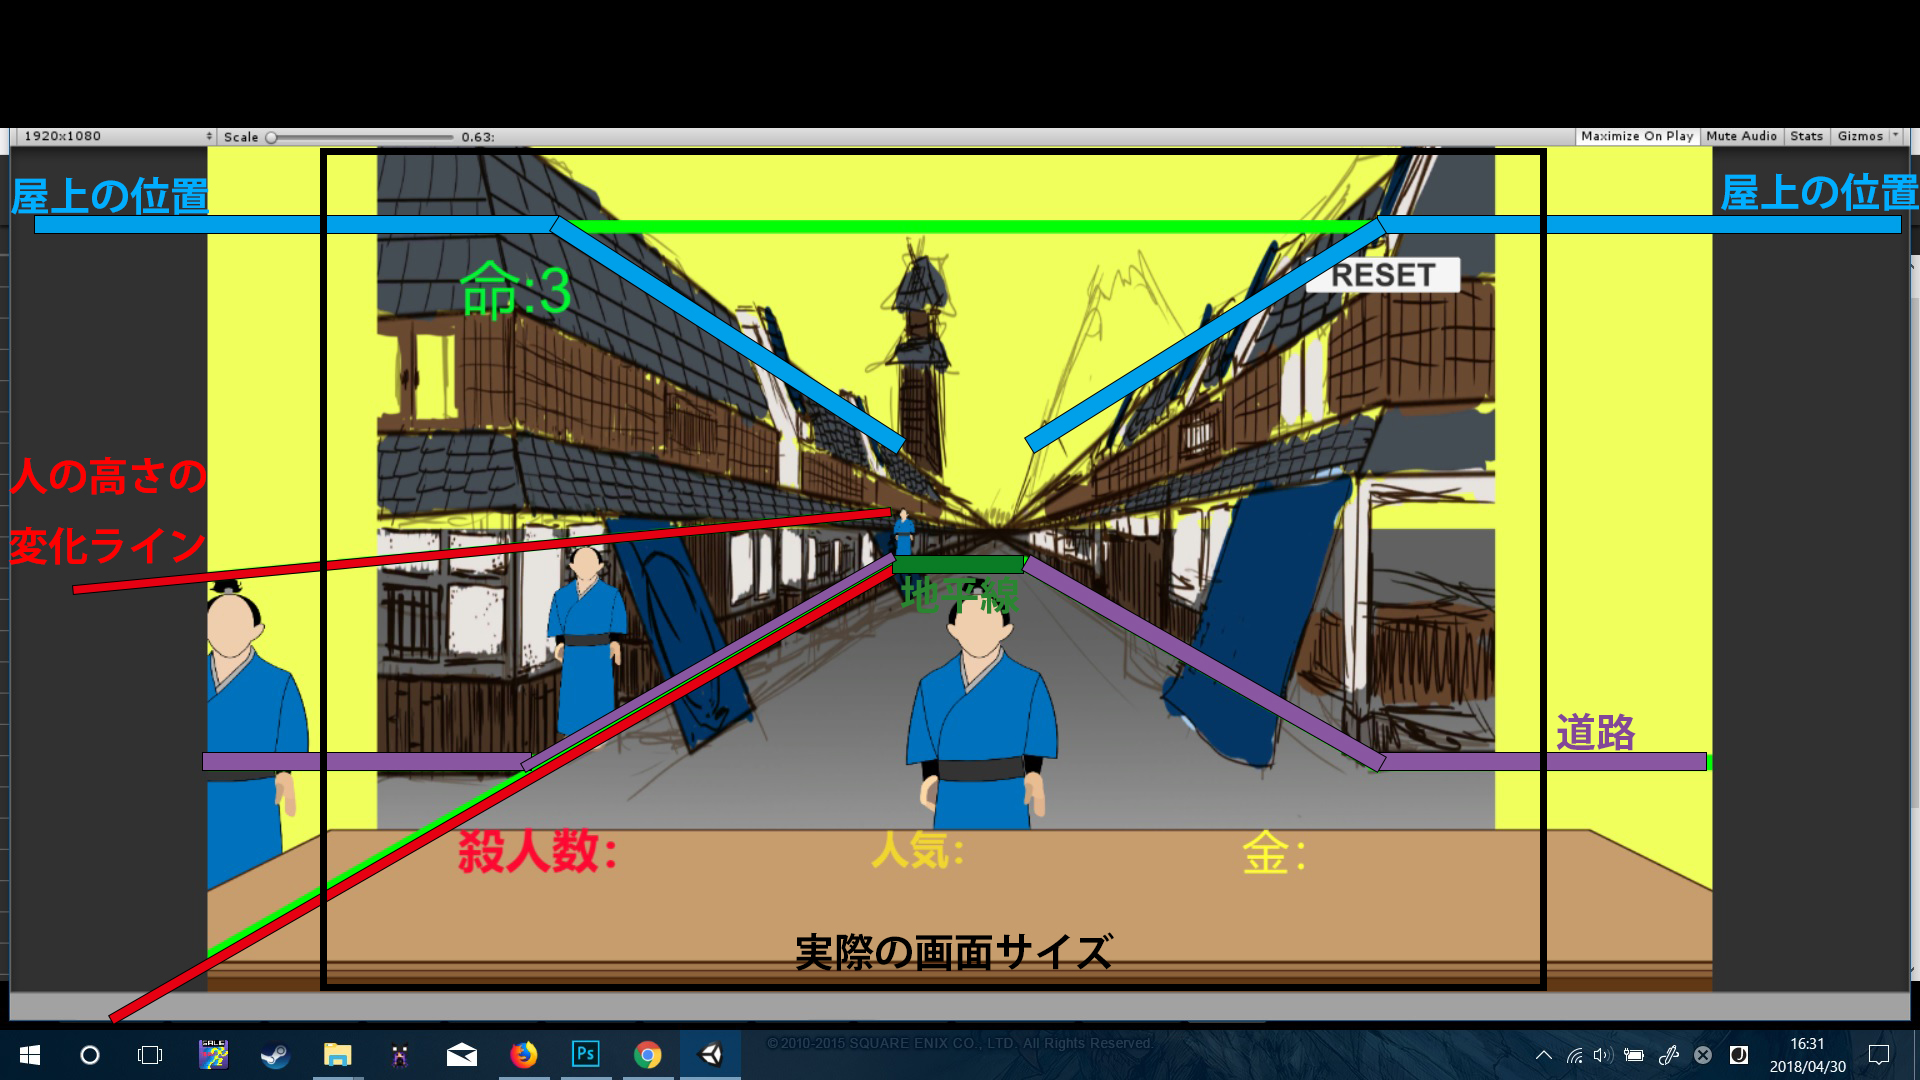 1920x1080
Scale 0.63:
Maximize On Play
Mute Audio
Stats
Gizmos
屋上の位置
屋上の位置
命:3
RESET
人の高さの
変化ライン
地平線
道路
殺人数:
人気:
金:
実際の画面サイズ
SALE
Ps
© 2010-2015 SQUARE ENIX CO., LTD. All Rights Reserved.
16:31
2018/04/30